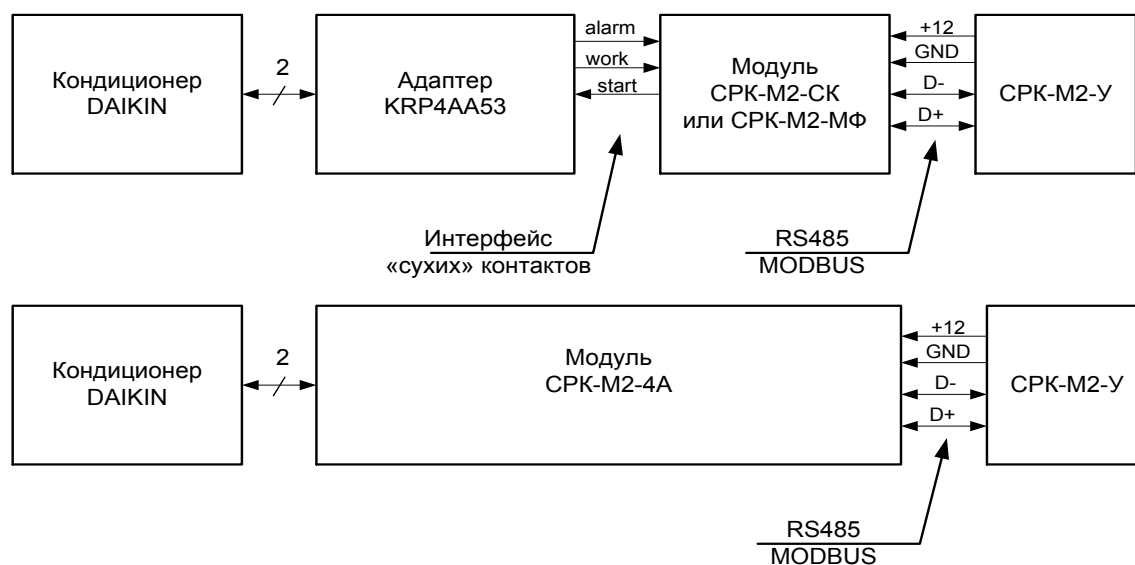 Кондиционер
DAIKIN
2
Адаптер
KRP4AA53
alarm
work
start
Модуль
СРК-М2-СК
или СРК-М2-МФ
+12
GND
D-
D+
СРК-М2-У
Интерфейс
«сухих» контактов
RS485
MODBUS
Кондиционер
DAIKIN
2
Модуль
СРК-М2-4А
+12
GND
D-
D+
СРК-М2-У
RS485
MODBUS